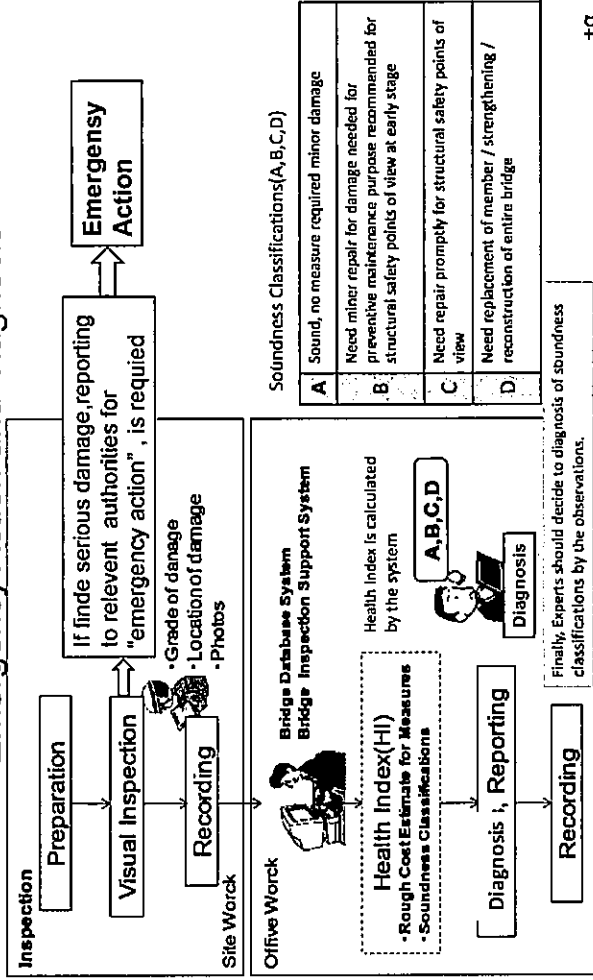 Inspection
Preparation
Visual Inspection
Recording
Site Worck
・Grade of danage
・Location of damage
・Photos
If finde serious damage, reporting
to relevent authorities for
"emergency action" , is requied
Emergensy
Action
Offive Worck
Bridge Database System
Bridge Inspection Support System
Health Index(HI)
・Rough Cost Estimate for Measures
・Soundness Classifications
Health Index Is calculated
by the system
A,B,C,D
Diagnosis
Diagnosis , Reporting
Recording
Finally, Experts should decide to diagnosis of soundness
classifications by the observations.
Soundness Classifications(A,B,C,D)
A Sound, no measure required minor damage
B Need miner repair for damage needed for
preventive maintenance purpose recommended for
structural safety points of view at early stage
C Need repair promptly for structural safety points of
view
D Need replacement of member / strengthening /
reconstruction of entire bridge
+α